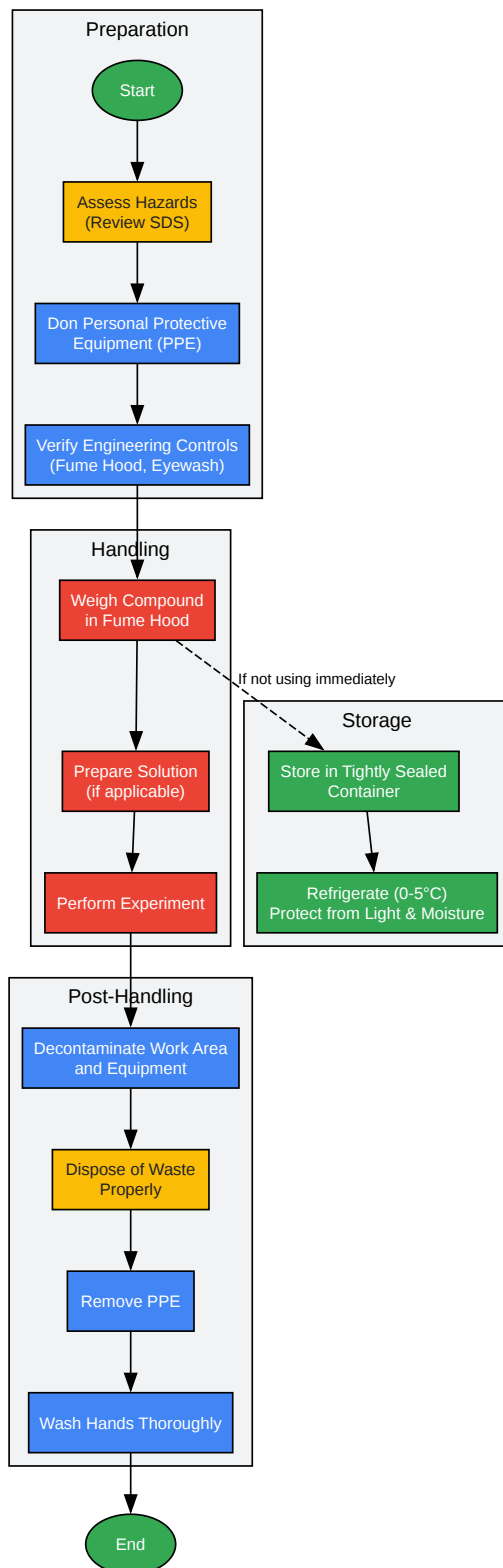 Preparation
Start
Assess Hazards
(Review SDS)
Don Personal Protective
Equipment (PPE)
Verify Engineering Controls
(Fume Hood, Eyewash)
Handling
Weigh Compound
in Fume Hood
If not using immediately
Storage
Prepare Solution
(if applicable)
Store in Tightly Sealed
Container
Perform Experiment
Refrigerate (0-5°C)
Protect from Light & Moisture
Post-Handling
Decontaminate Work Area
and Equipment
Dispose of Waste
Properly
Remove PPE
Wash Hands Thoroughly
End